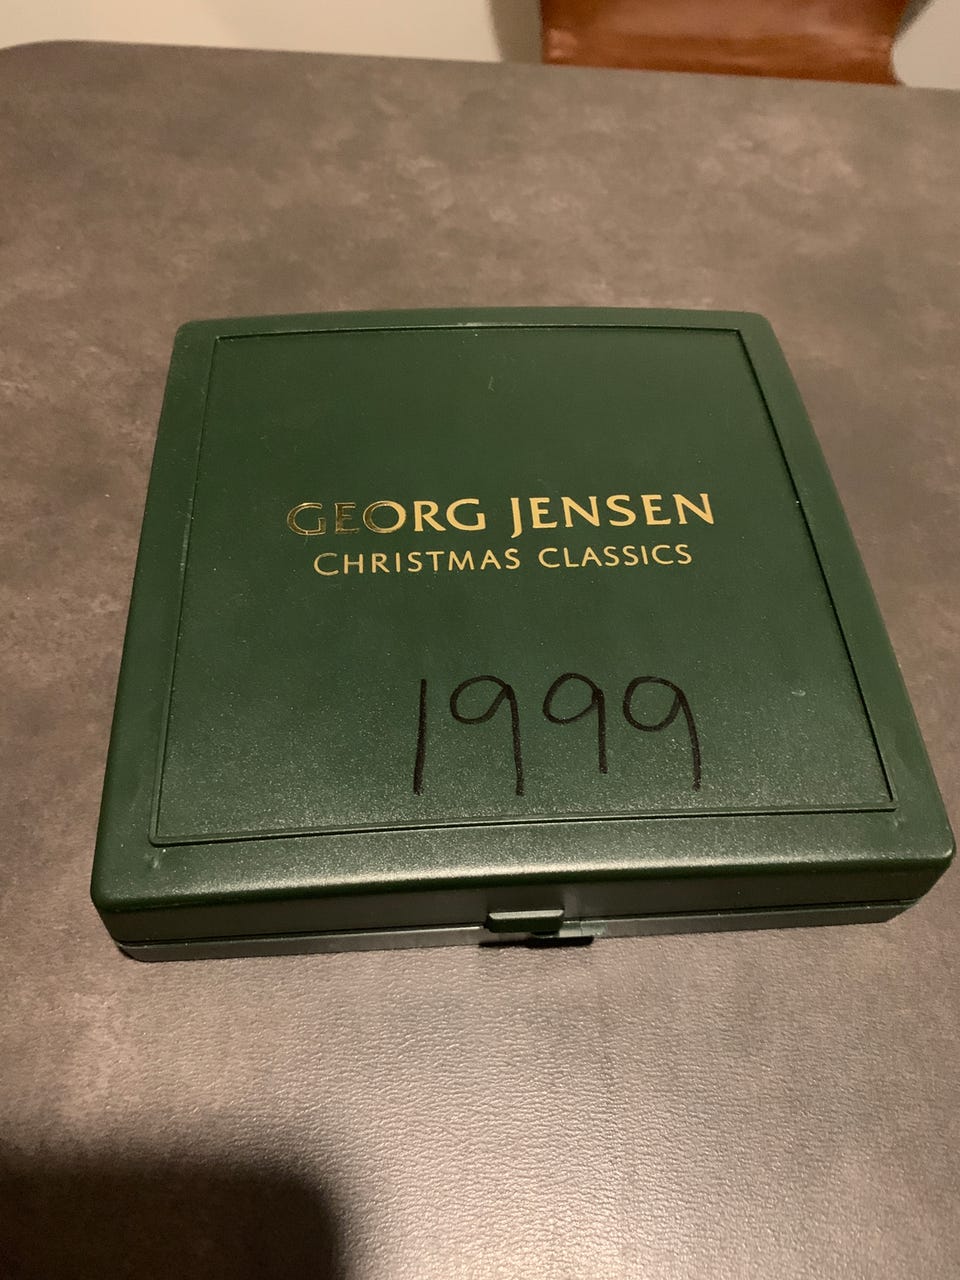 GEORG JENSEN
CHRISTMAS CLASSICS
1999